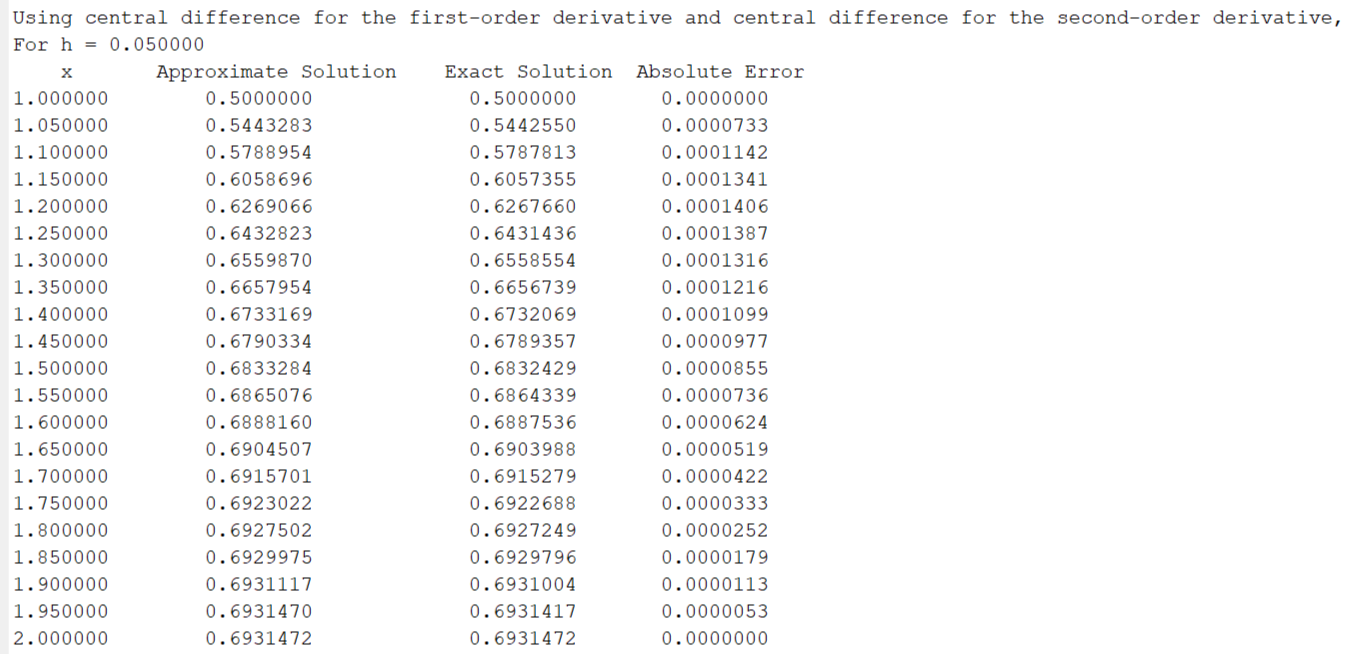 Using central difference for the first-order derivative and central difference for the second-order derivative,
For h = 0.050000
x Approximate Solution Exact Solution Absolute Error
1.000000 0.5000000 0.5000000 0.0000000
1.050000 0.5443283 0.5442550 0.0000733
1.100000 0.5788954 0.5787813 0.0001142
1.150000 0.6058696 0.6057355 0.0001341
1.200000 0.6269066 0.6267660 0.0001406
1.250000 0.6432823 0.6431436 0.0001387
1.300000 0.6559870 0.6558554 0.0001316
1.350000 0.6657954 0.6656739 0.0001216
1.400000 0.6733169 0.6732069 0.0001099
1.450000 0.6790334 0.6789357 0.0000977
1.500000 0.6833284 0.6832429 0.0000855
1.550000 0.6865076 0.6864339 0.0000736
1.600000 0.6888160 0.6887536 0.0000624
1.650000 0.6904507 0.6903988 0.0000519
1.700000 0.6915701 0.6915279 0.0000422
1.750000 0.6923022 0.6922688 0.0000333
1.800000 0.6927502 0.6927249 0.0000252
1.850000 0.6929975 0.6929796 0.0000179
1.900000 0.6931117 0.6931004 0.0000113
1.950000 0.6931470 0.6931417 0.0000053
2.000000 0.6931472 0.6931472 0.0000000